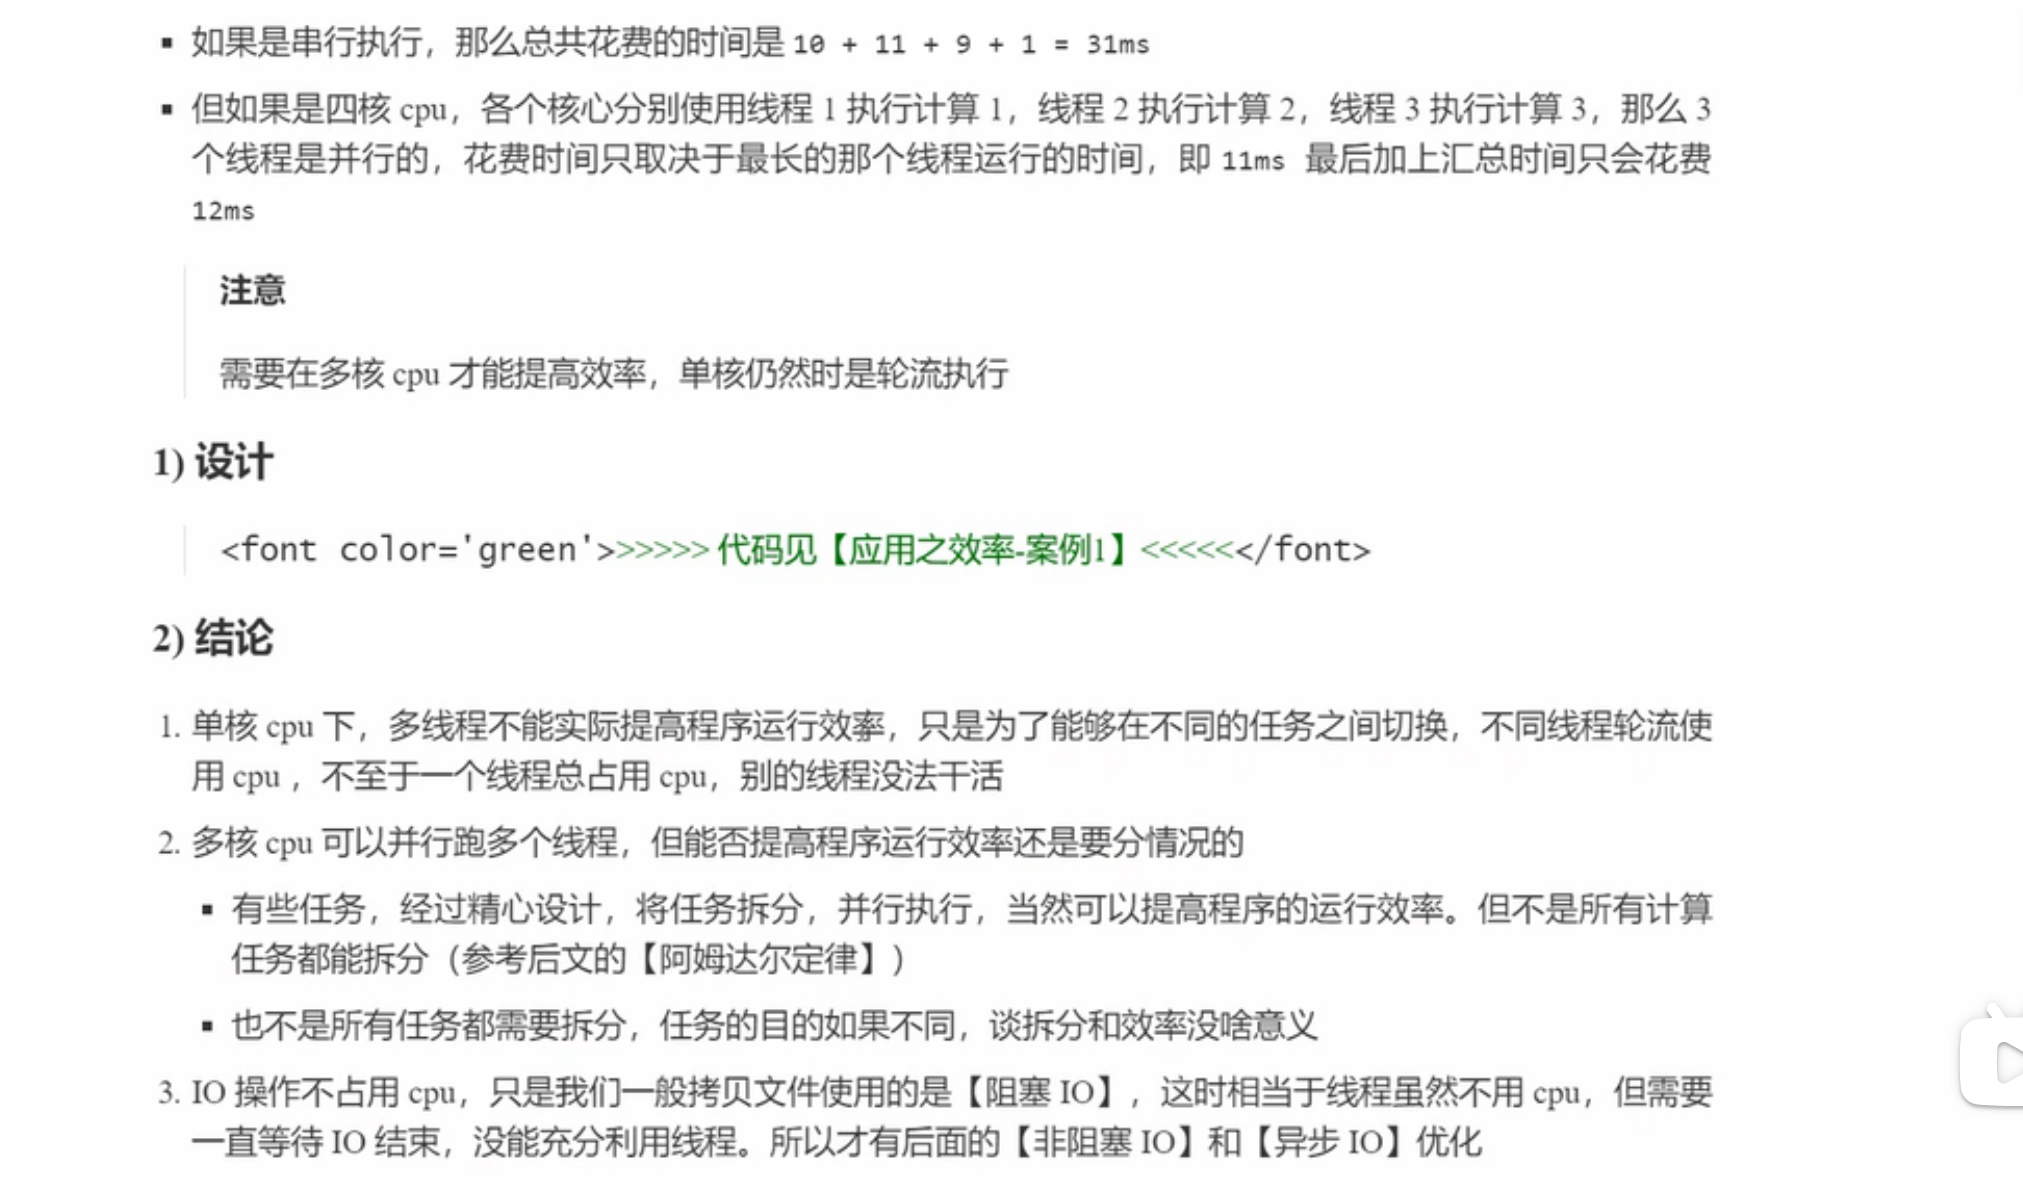 ▪ 如果是串行执行，那么总共花费的时间是 10 + 11 + 9 + 1 = 31ms
▪ 但如果是四核 cpu，各个核心分别使用线程 1 执行计算 1，线程 2 执行计算 2，线程 3 执行计算 3，那么 3
个线程是并行的，花费时间只取决于最长的那个线程运行的时间，即 11ms 最后加上汇总时间只会花费
12ms
注意
需要在多核 cpu 才能提高效率，单核仍然时是轮流执行
1) 设计
<font color='green'>>>>>> 代码见【应用之效率-案例1】<<<<<</font>
2) 结论
1. 单核 cpu 下，多线程不能实际提高程序运行效率，只是为了能够在不同的任务之间切换，不同线程轮流使
用 cpu ，不至于一个线程总占用 cpu，别的线程没法干活
2. 多核 cpu 可以并行跑多个线程，但能否提高程序运行效率还是要分情况的
▪ 有些任务，经过精心设计，将任务拆分，并行执行，当然可以提高程序的运行效率。但不是所有计算
任务都能拆分（参考后文的【阿姆达尔定律】）
▪ 也不是所有任务都需要拆分，任务的目的如果不同，谈拆分和效率没啥意义
3. IO 操作不占用 cpu，只是我们一般拷贝文件使用的是【阻塞 IO】，这时相当于线程虽然不用 cpu，但需要
一直等待 IO 结束，没能充分利用线程。所以才有后面的【非阻塞 IO】和【异步 IO】优化